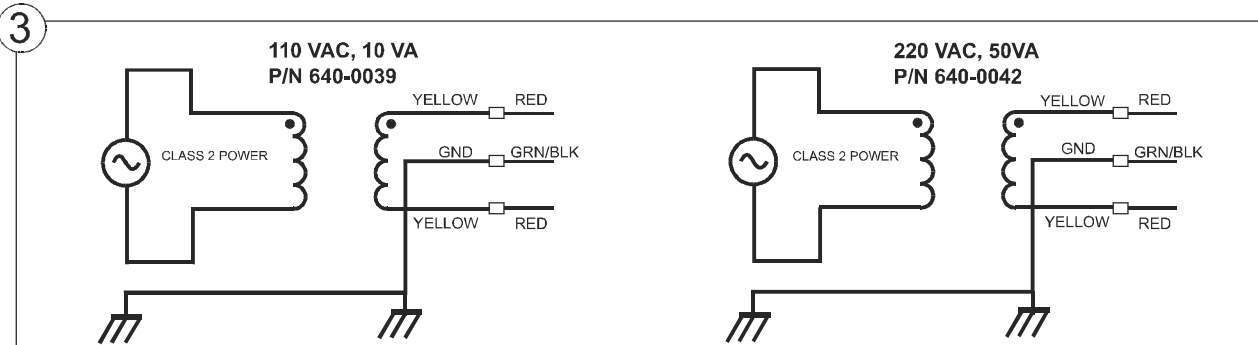 3
110 VAC, 10 VA
P/N 640-0039
YELLOW RED
CLASS 2 POWER
GND GRN/BLK
YELLOW RED
220 VAC, 50VA
P/N 640-0042
YELLOW RED
CLASS 2 POWER
GND GRN/BLK
YELLOW RED